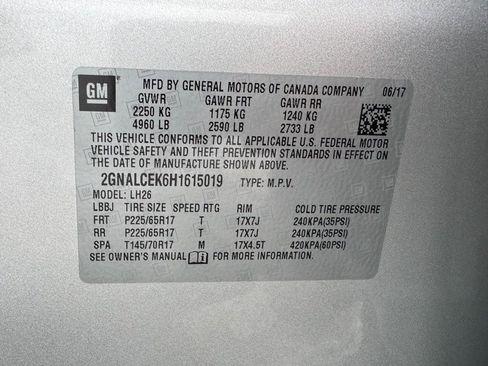 GM
MFD BY GENERAL MOTORS OF CANADA COMPANY 06/17
GVWR GAWR FRT GAWR RR
2250 KG 1175 KG 1240 KG
4960 LB 2590 LB 2733 LB
THIS VEHICLE CONFORMS TO ALL APPLICABLE U.S. FEDERAL MOTOR
VEHICLE SAFETY AND THEFT PREVENTION STANDARDS IN EFFECT ON
THE DATE OF MANUFACTURE SHOWN ABOVE.
2GNALCEK6H1615019 TYPE: M.P.V.
MODEL: LH26
LBBJ TIRE SIZE SPEED RTG RIM COLD TIRE PRESSURE
FRT P225/65R17 T 17X7J 240KPA(35PSI)
RR P225/65R17 T 17X7J 240KPA(35PSI)
SPA T145/70R17 M 17X4.5T 420KPA(60PSI)
SEE OWNER'S MANUAL FOR MORE INFORMATION.